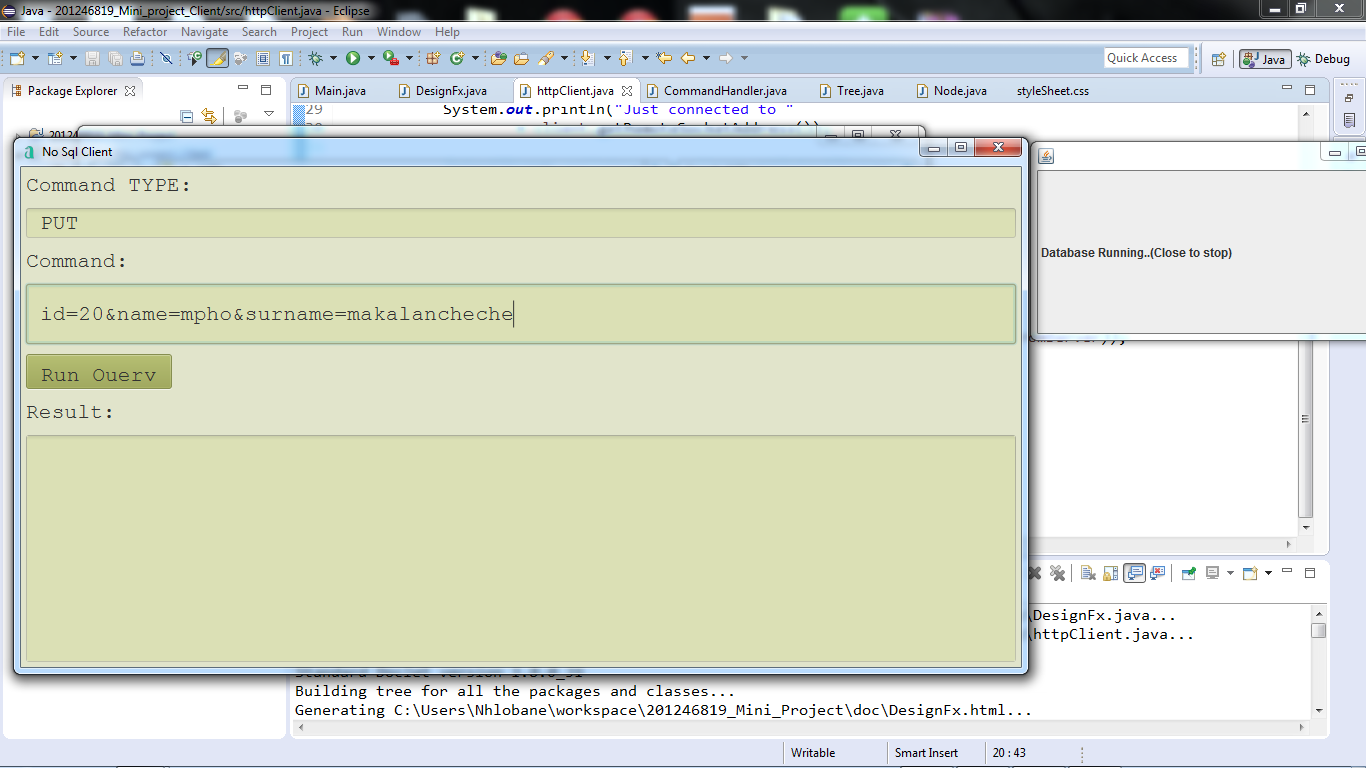 Java - 201246819_Mini_project_Client/src/httpClient.java - Eclipse
File Edit Source Refactor Navigate Search Project Run Window Help
Quick Access Java Debug
Package Explorer Main.java DesignFx.java httpClient.java CommandHandler.java Tree.java Node.java styleSheet.css
29 System.out.println("Just connected to "
No Sql Client
Command TYPE:
PUT
Command:
id=20&name=mpho&surname=makalancheche
Run Query
Result:
Database Running..(Close to stop)
\DesignFx.java...
\httpClient.java...
Building tree for all the packages and classes...
Generating C:\Users\Nhlobane\workspace\201246819_Mini_Project\doc\DesignFx.html...
Writable Smart Insert 20 : 43